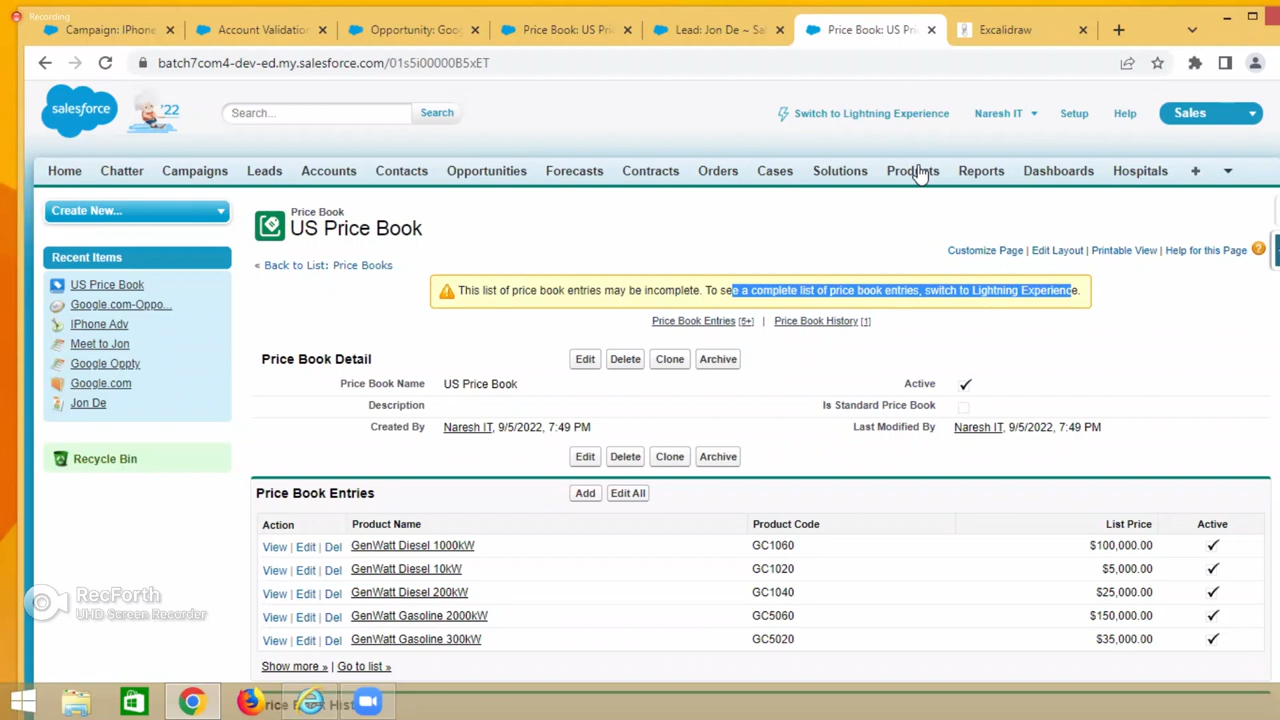 Recording
Campaign: IPhone
Account Validatio
Opportunity: Goo
Price Book: US Pri
Lead: Jon De ~ Sal
Price Book: US Pri
Excalidraw
batch7com4-dev-ed.my.salesforce.com/01s5i00000B5xET
salesforce
'22
Search...
Search
Switch to Lightning Experience
Naresh IT
Setup
Help
Sales
Home Chatter Campaigns Leads Accounts Contacts Opportunities Forecasts Contracts Orders Cases Solutions Products Reports Dashboards Hospitals +
Create New...
Recent Items
US Price Book
Google.com-Oppo...
IPhone Adv
Meet to Jon
Google Oppty
Google.com
Jon De
Recycle Bin
Price Book
US Price Book
Customize Page | Edit Layout | Printable View | Help for this Page
« Back to List: Price Books
This list of price book entries may be incomplete. To see a complete list of price book entries, switch to Lightning Experience.
Price Book Entries [5+] | Price Book History [1]
Price Book Detail Edit Delete Clone Archive
Price Book Name US Price Book Active
Description Is Standard Price Book
Created By Naresh IT, 9/5/2022, 7:49 PM Last Modified By Naresh IT, 9/5/2022, 7:49 PM
Edit Delete Clone Archive
Price Book Entries Add Edit All
Action Product Name Product Code List Price Active
View | Edit | Del GenWatt Diesel 1000kW GC1060 $100,000.00
View | Edit | Del GenWatt Diesel 10kW GC1020 $5,000.00
View | Edit | Del GenWatt Diesel 200kW GC1040 $25,000.00
View | Edit | Del GenWatt Gasoline 2000kW GC5060 $150,000.00
View | Edit | Del GenWatt Gasoline 300kW GC5020 $35,000.00
Show more » | Go to list »
RecForth
UHD Screen Recorder